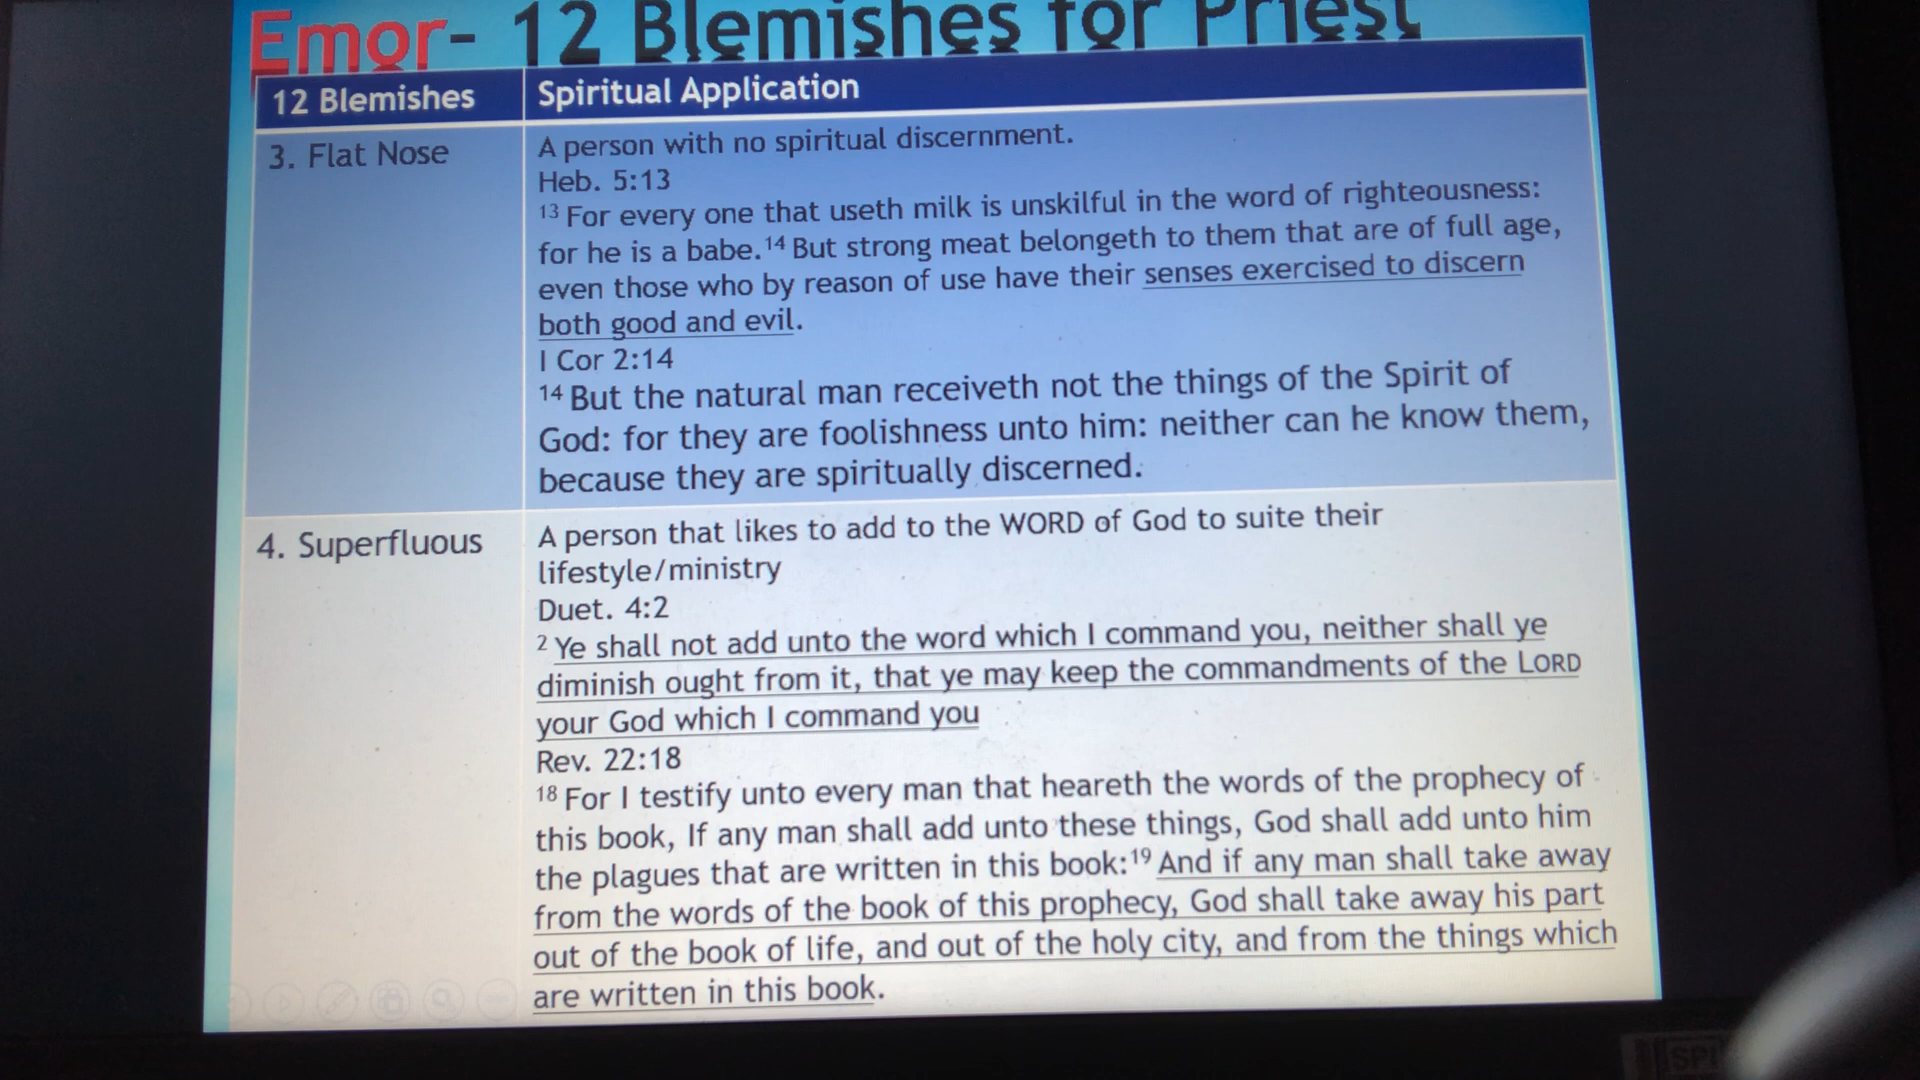 Emor- 12 Blemishes for Priest
12 Blemishes
Spiritual Application
3. Flat Nose
A person with no spiritual discernment.
Heb. 5:13
13 For every one that useth milk is unskilful in the word of righteousness:
for he is a babe.14 But strong meat belongeth to them that are of full age,
even those who by reason of use have their senses exercised to discern
both good and evil.
I Cor 2:14
14 But the natural man receiveth not the things of the Spirit of
God: for they are foolishness unto him: neither can he know them,
because they are spiritually discerned.
4. Superfluous
A person that likes to add to the WORD of God to suite their
lifestyle/ministry
Duet. 4:2
2 Ye shall not add unto the word which I command you, neither shall ye
diminish ought from it, that ye may keep the commandments of the LORD
your God which I command you
Rev. 22:18
18 For I testify unto every man that heareth the words of the prophecy of
this book, If any man shall add unto these things, God shall add unto him
the plagues that are written in this book:19 And if any man shall take away
from the words of the book of this prophecy, God shall take away his part
out of the book of life, and out of the holy city, and from the things which
are written in this book.